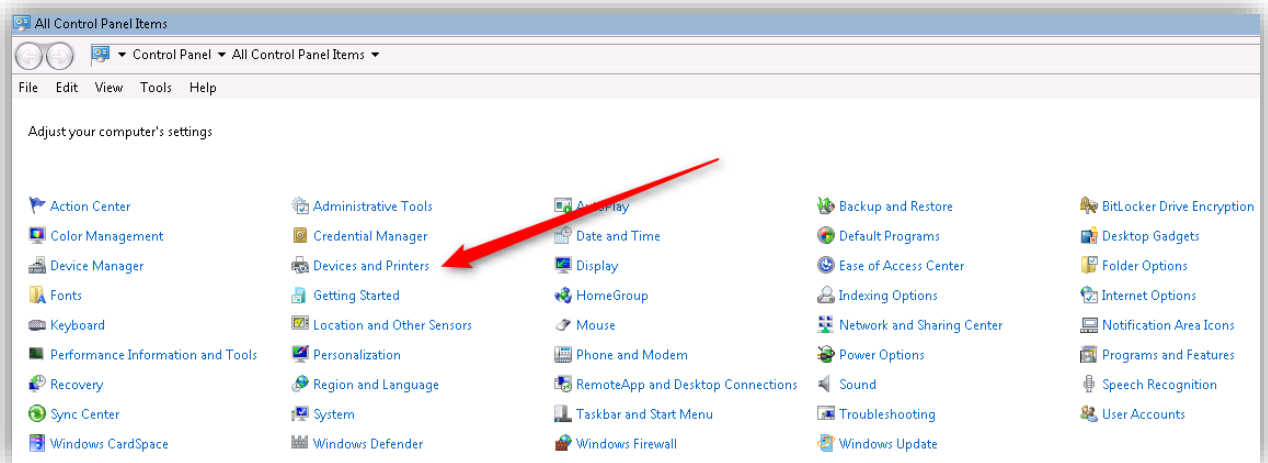 All Control Panel Items
Control Panel All Control Panel Items
File Edit View Tools Help
Adjust your computer's settings
Action Center Administrative Tools AutoPlay Backup and Restore BitLocker Drive Encryption
Color Management Credential Manager Date and Time Default Programs Desktop Gadgets
Device Manager Devices and Printers Display Ease of Access Center Folder Options
Fonts Getting Started HomeGroup Indexing Options Internet Options
Keyboard Location and Other Sensors Mouse Network and Sharing Center Notification Area Icons
Performance Information and Tools Personalization Phone and Modem Power Options Programs and Features
Recovery Region and Language RemoteApp and Desktop Connections Sound Speech Recognition
Sync Center System Taskbar and Start Menu Troubleshooting User Accounts
Windows CardSpace Windows Defender Windows Firewall Windows Update